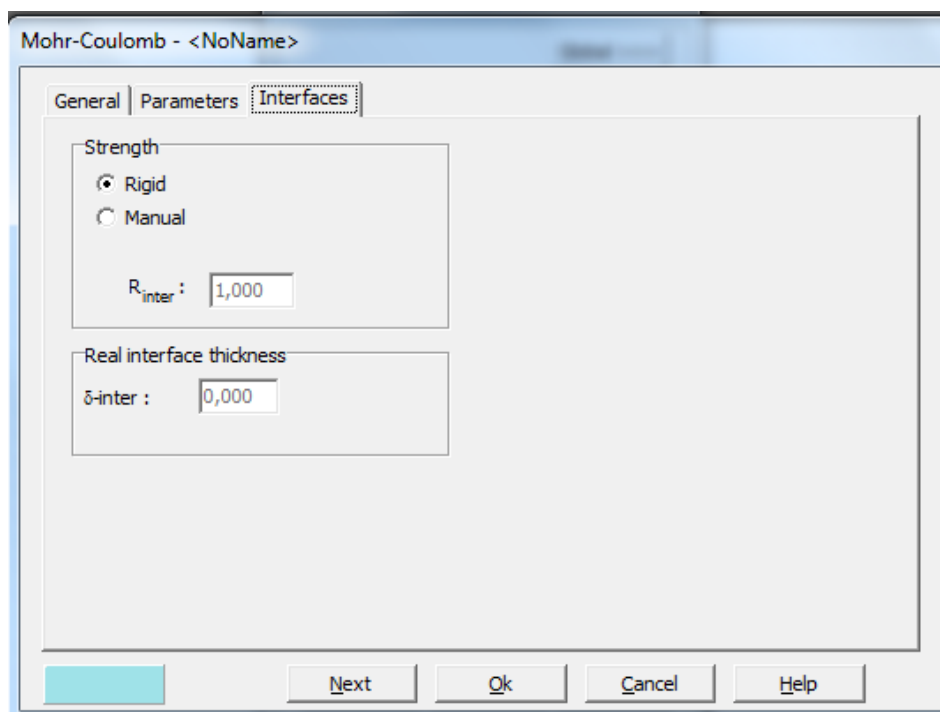 Mohr-Coulomb - <NoName>
General Parameters Interfaces
Strength
Rigid
Manual
Rinter : 1,000
Real interface thickness
δ-inter : 0,000
Next Ok Cancel Help